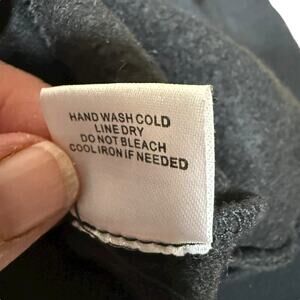 HAND WASH COLD
LINE DRY
DO NOT BLEACH
COOL IRON IF NEEDED